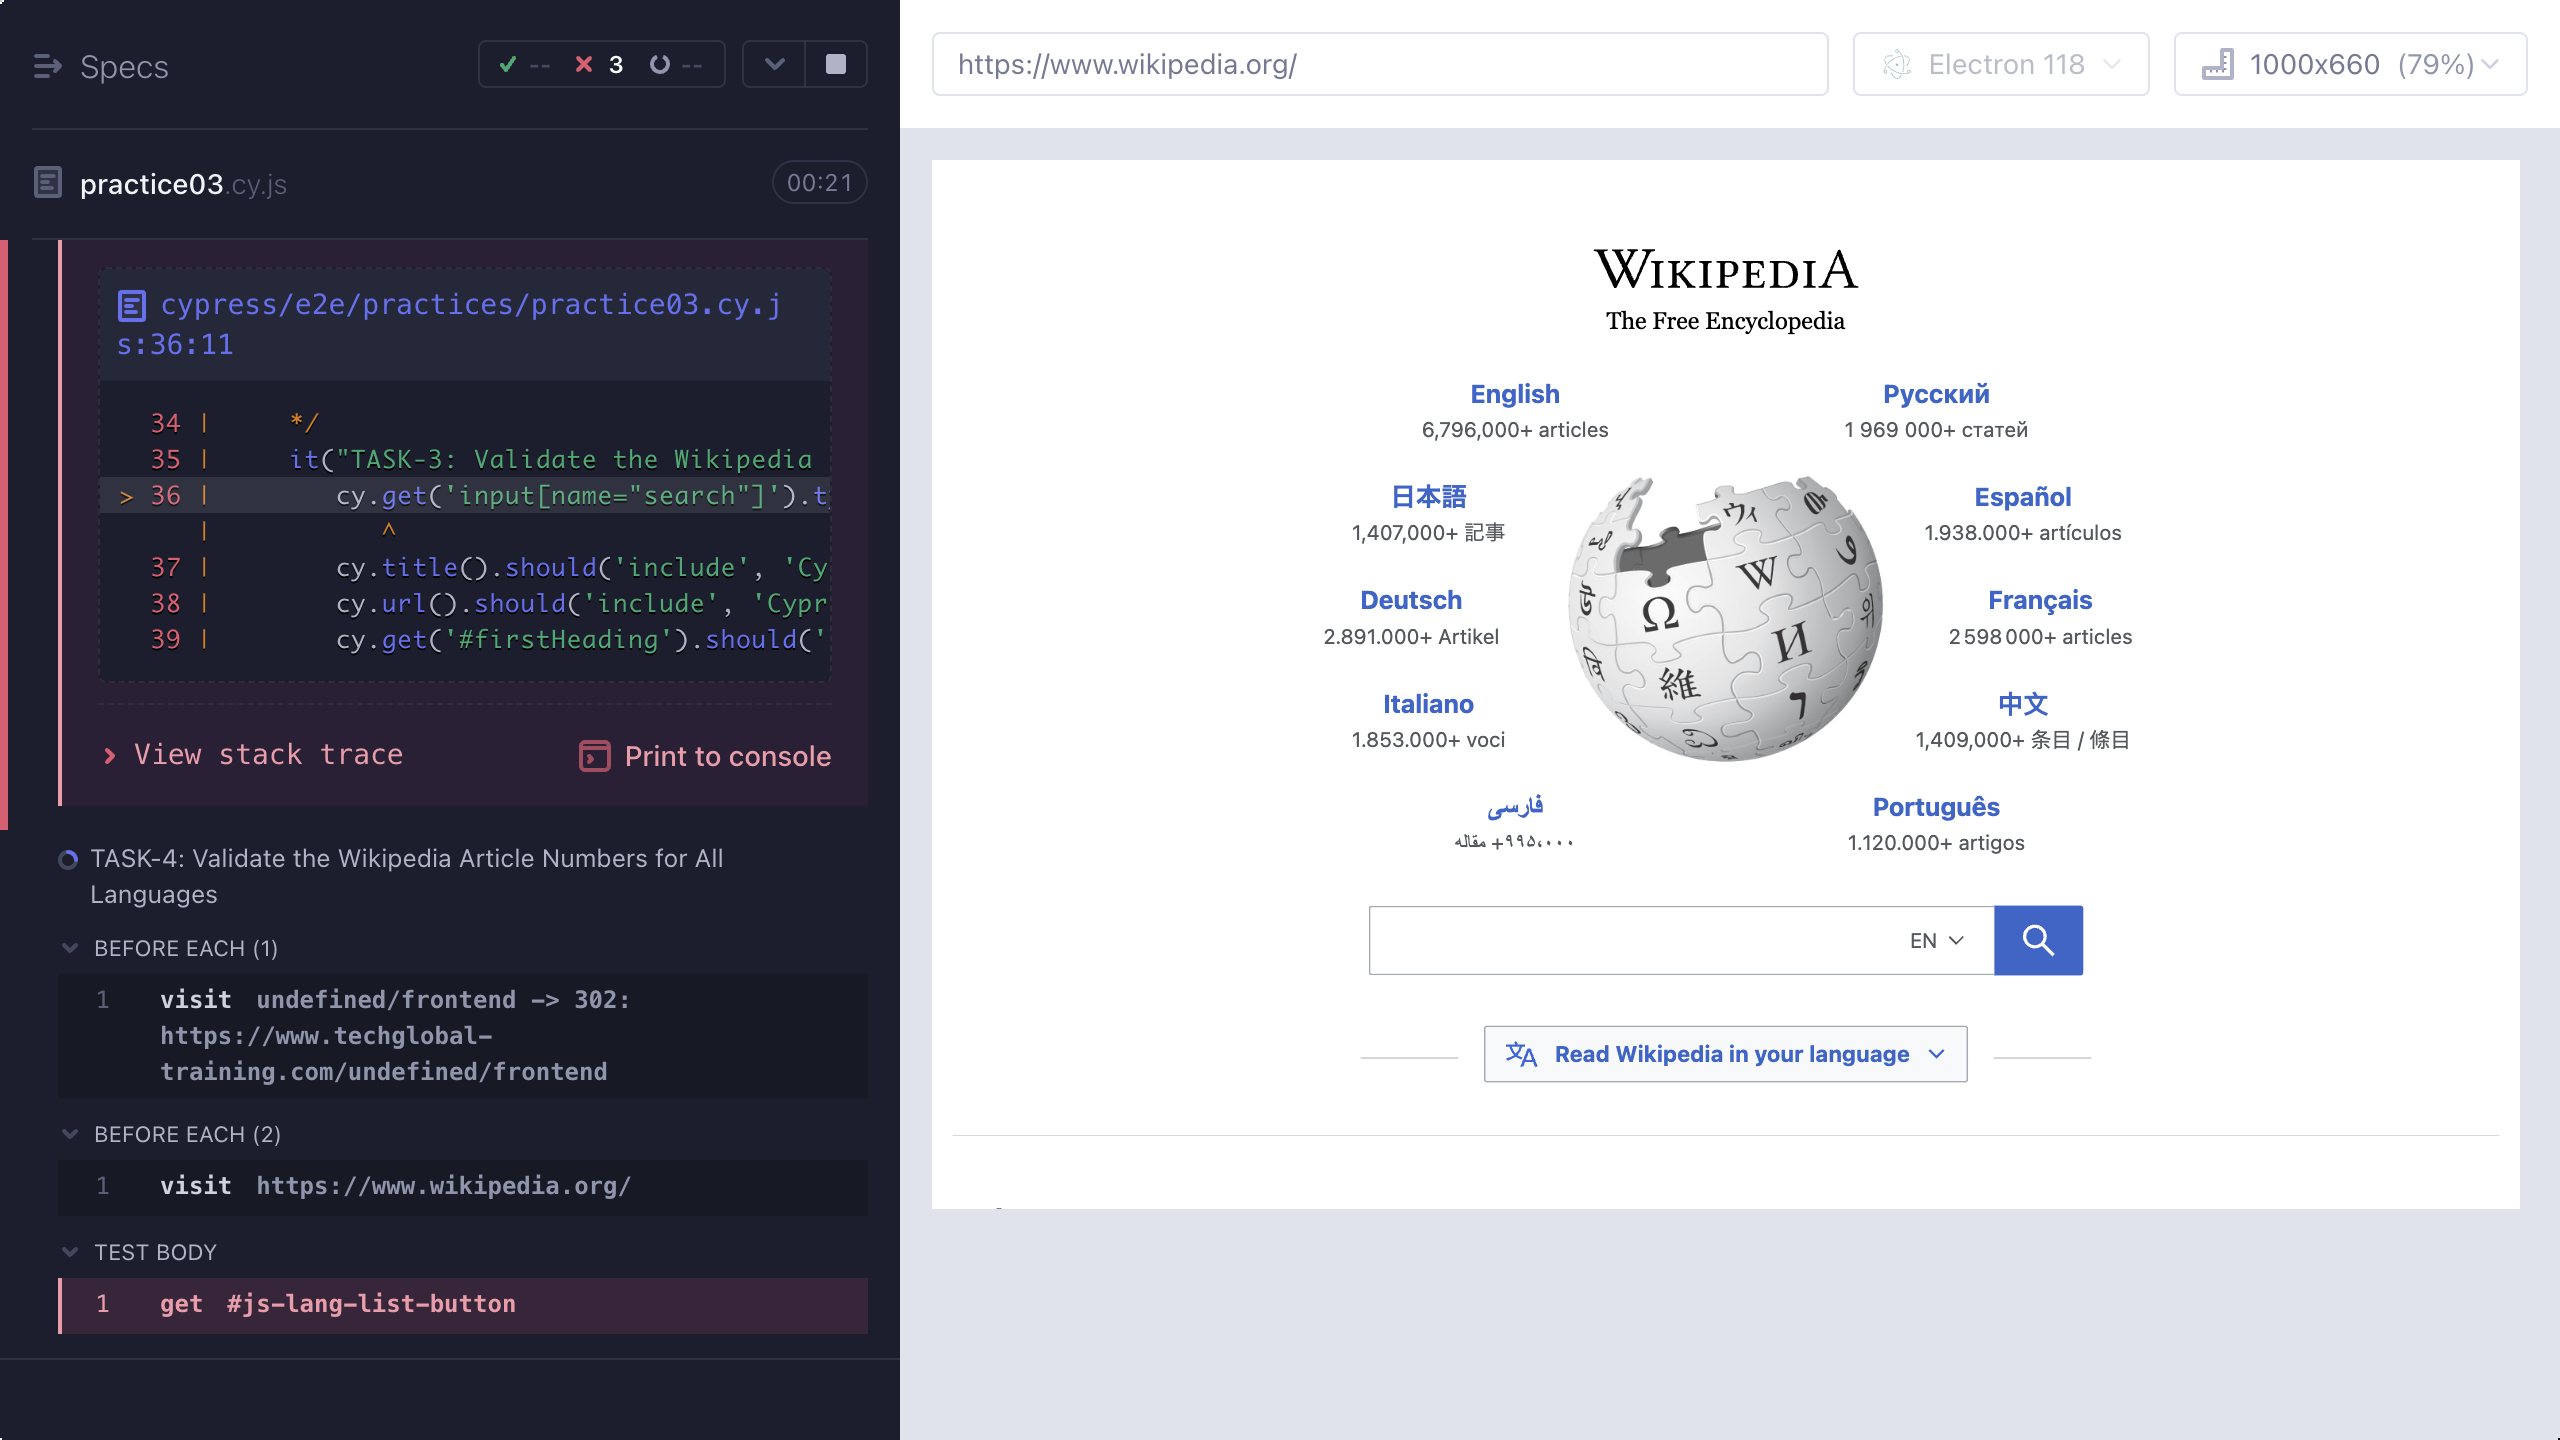 Specs
-- 3 --
practice03.cy.js 00:21
cypress/e2e/practices/practice03.cy.j
s:36:11
34 | */
35 | it("TASK-3: Validate the Wikipedia
> 36 | cy.get('input[name="search"]').t
| ^
37 | cy.title().should('include', 'Cy
38 | cy.url().should('include', 'Cypr
39 | cy.get('#firstHeading').should('
View stack trace
Print to console
TASK-4: Validate the Wikipedia Article Numbers for All
Languages
BEFORE EACH (1)
1 visit undefined/frontend -> 302:
https://www.techglobal-
training.com/undefined/frontend
BEFORE EACH (2)
1 visit https://www.wikipedia.org/
TEST BODY
1 get #js-lang-list-button
https://www.wikipedia.org/
Electron 118
1000x660 (79%)
WIKIPEDIA
The Free Encyclopedia
English
6,796,000+ articles
Русский
1 969 000+ статей
日本語
1,407,000+ 記事
Español
1.938.000+ artículos
Deutsch
2.891.000+ Artikel
Français
2 598 000+ articles
Italiano
1.853.000+ voci
中文
1,409,000+ 条目 / 條目
فارسی
۹۹۵٬۰۰۰+ مقاله
Português
1.120.000+ artigos
Ω W И 維
EN
Read Wikipedia in your language